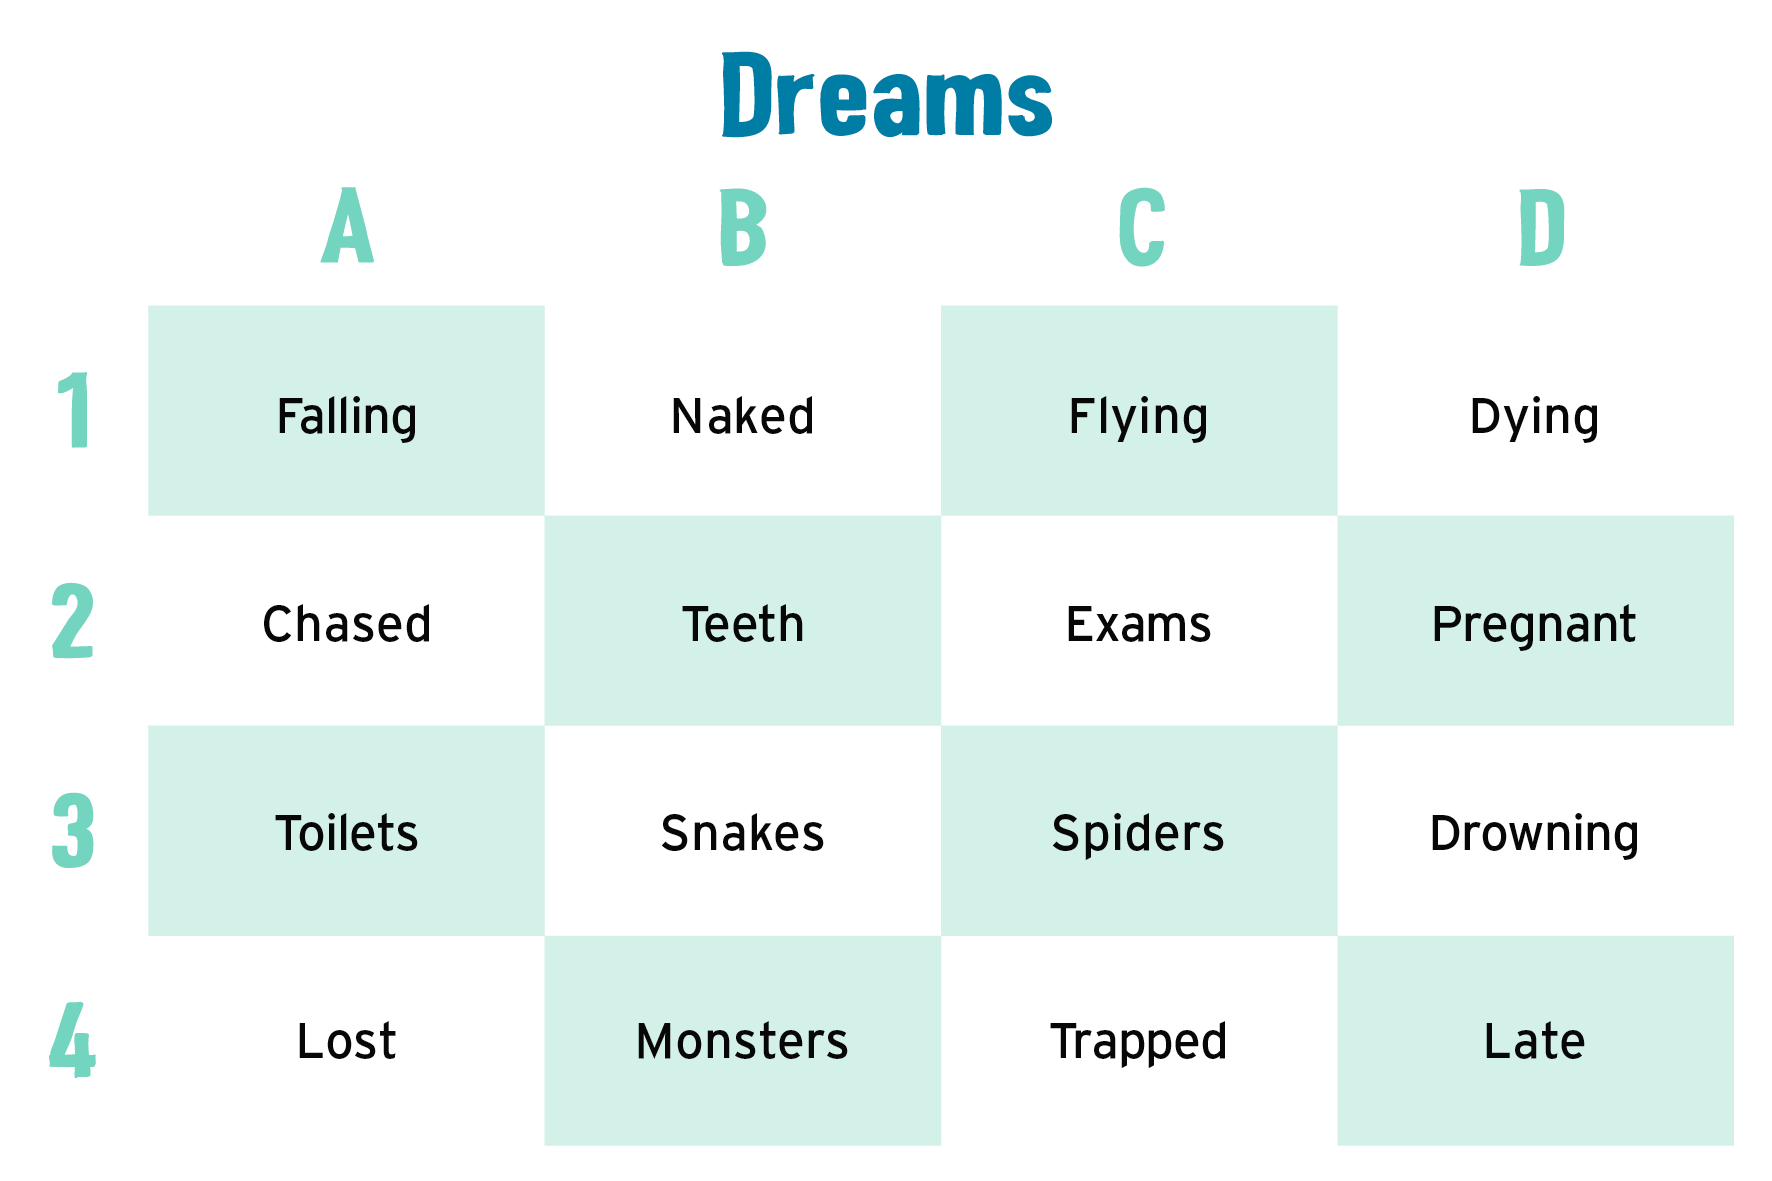 Dreams
A B C D
1 Falling Naked Flying Dying
2 Chased Teeth Exams Pregnant
3 Toilets Snakes Spiders Drowning
4 Lost Monsters Trapped Late